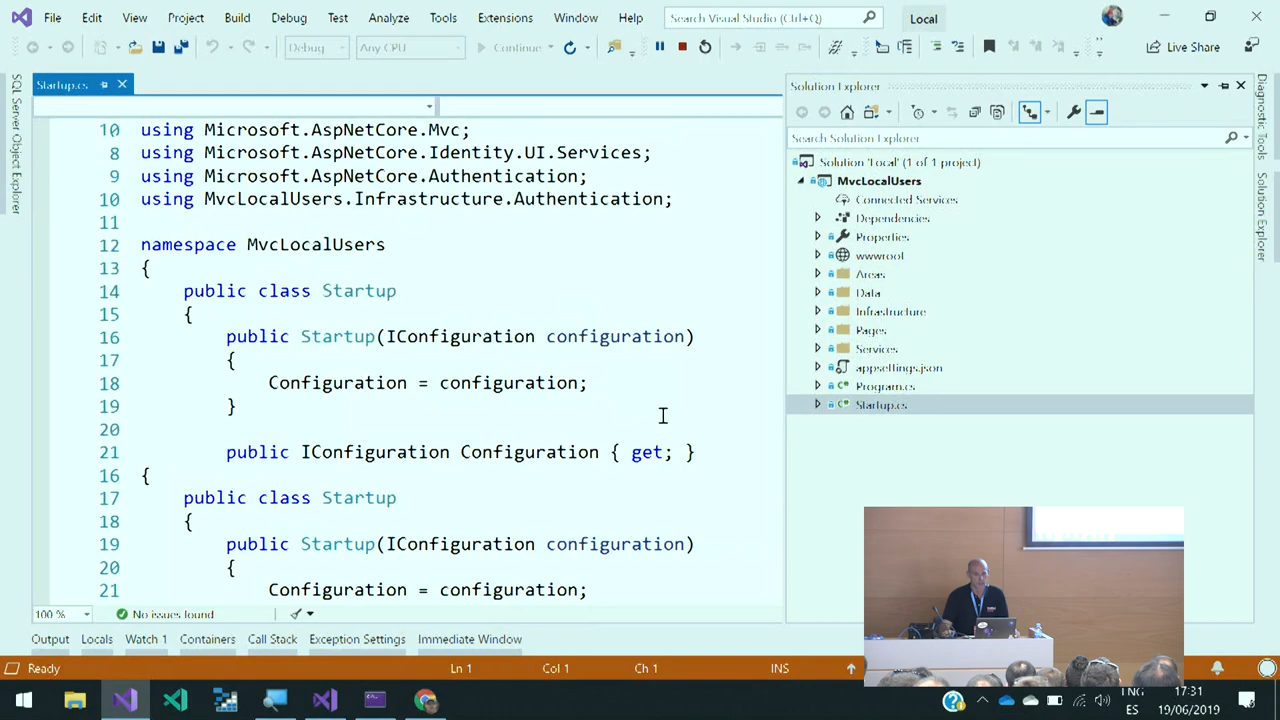 File Edit View Project Build Debug Test Analyze Tools Extensions Window Help Search Visual Studio (Ctrl+Q) Local
Debug Any CPU Continue Live Share
Startup.cs
SQL Server Object Explorer
10 using Microsoft.AspNetCore.Mvc;
8 using Microsoft.AspNetCore.Identity.UI.Services;
9 using Microsoft.AspNetCore.Authentication;
10 using MvcLocalUsers.Infrastructure.Authentication;
11
12 namespace MvcLocalUsers
13 {
14 public class Startup
15 {
16 public Startup(IConfiguration configuration)
17 {
18 Configuration = configuration;
19 }
20
21 public IConfiguration Configuration { get; }
16 {
17 public class Startup
18 {
19 public Startup(IConfiguration configuration)
20 {
21 Configuration = configuration;
100 % No issues found
Solution Explorer
Search Solution Explorer
Solution 'Local' (1 of 1 project)
MvcLocalUsers
Connected Services
Dependencies
Properties
wwwroot
Areas
Data
Infrastructure
Pages
Services
appsettings.json
Program.cs
Startup.cs
Diagnostic Tools
Solution Explorer
Output Locals Watch 1 Containers Call Stack Exception Settings Immediate Window
Ready Ln 1 Col 1 Ch 1 INS
ENG
ES
17:31
19/06/2019